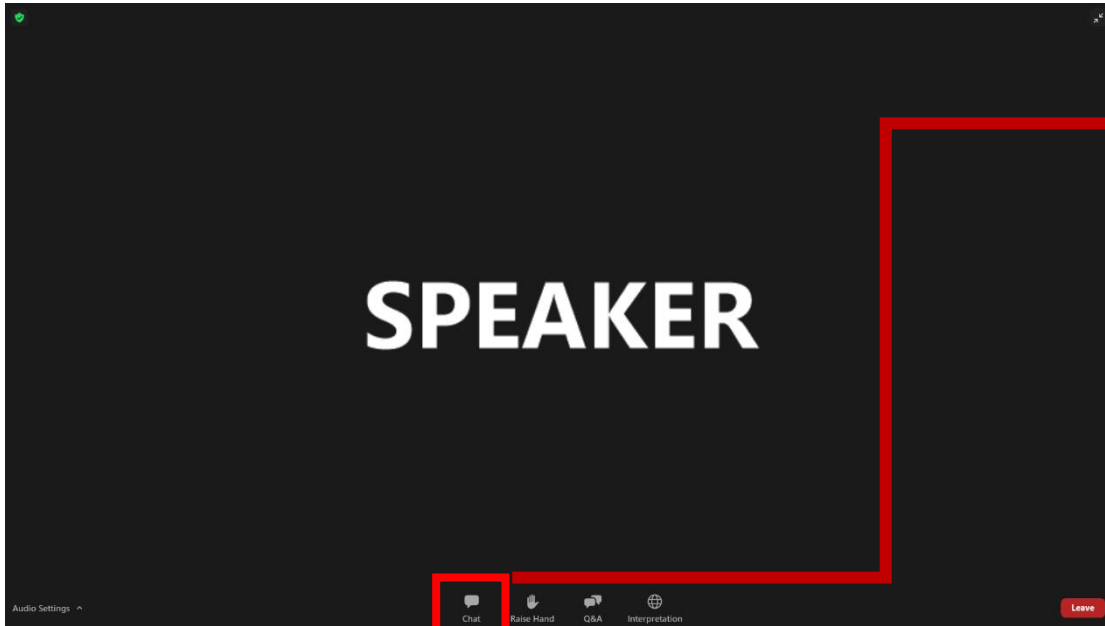 SPEAKER
Audio Settings
Chat
Raise Hand
Q&A
Interpretation
Leave